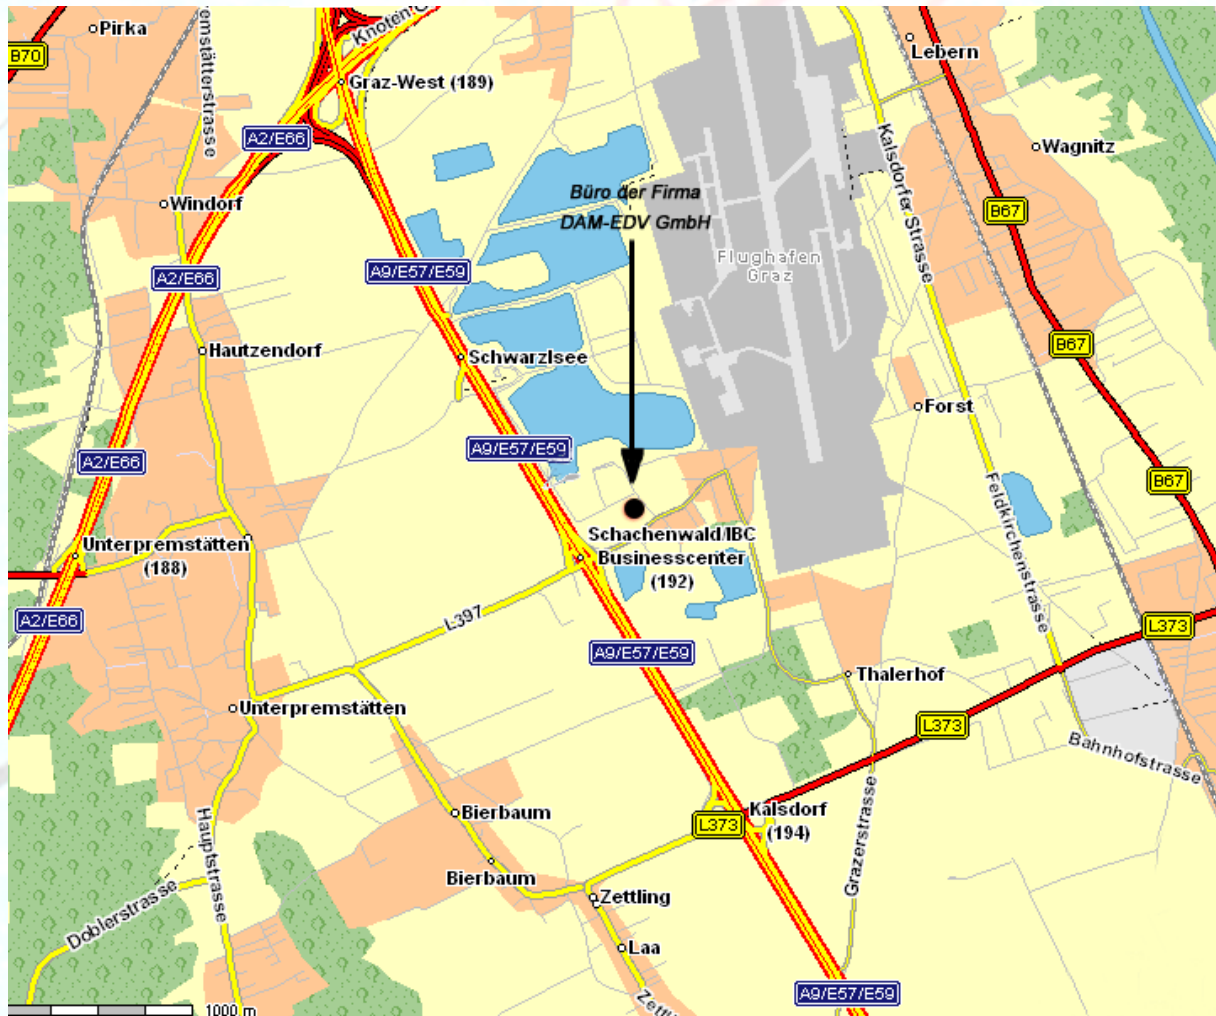 Pirka
B70
Premstätterstrasse
Knoten G
Graz-West (189)
Lebern
A2/E66
Kalsdorfer Strasse
Wagnitz
Büro der Firma
DAM-EDV GmbH
Windorf
B67
Flughafen
Graz
A2/E66
A9/E57/E59
Hautzendorf
Schwarzlsee
B67
Forst
A9/E57/E59
A2/E66
B67
Feldkirchenstrasse
Schachenwald/IBC
Businesscenter
(192)
Unterpremstätten
(188)
A2/E66
L397
L373
A9/E57/E59
Thalerhof
Unterpremstätten
L373
Bahnhofstrasse
Bierbaum
Kalsdorf
(194)
L373
Hauptstrasse
Grazerstrasse
Bierbaum
Doblerstrasse
Zettling
Laa
A9/E57/E59
Zettl
1000 m